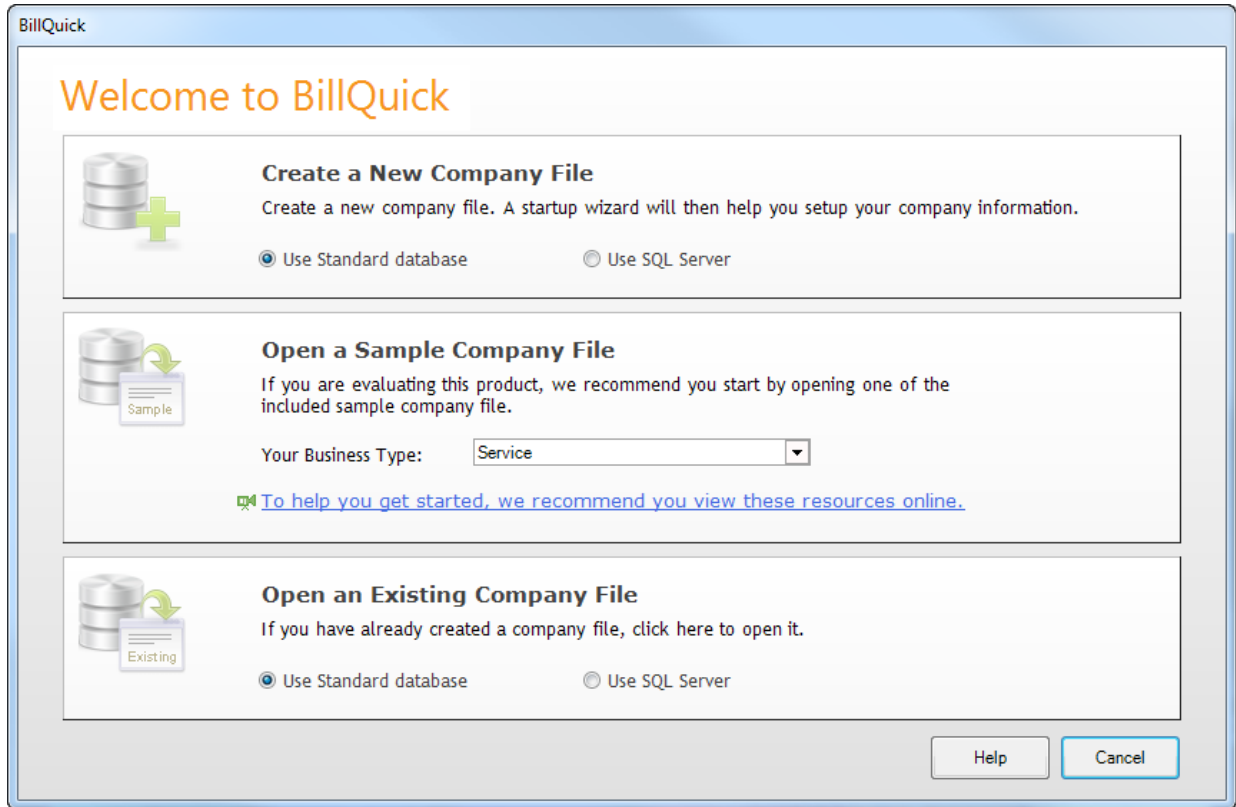 BillQuick
Welcome to BillQuick
Create a New Company File
Create a new company file. A startup wizard will then help you setup your company information.
Use Standard database
Use SQL Server
Open a Sample Company File
If you are evaluating this product, we recommend you start by opening one of the
included sample company file.
Sample
Your Business Type:
Service
To help you get started, we recommend you view these resources online.
Open an Existing Company File
If you have already created a company file, click here to open it.
Existing
Use Standard database
Use SQL Server
Help
Cancel